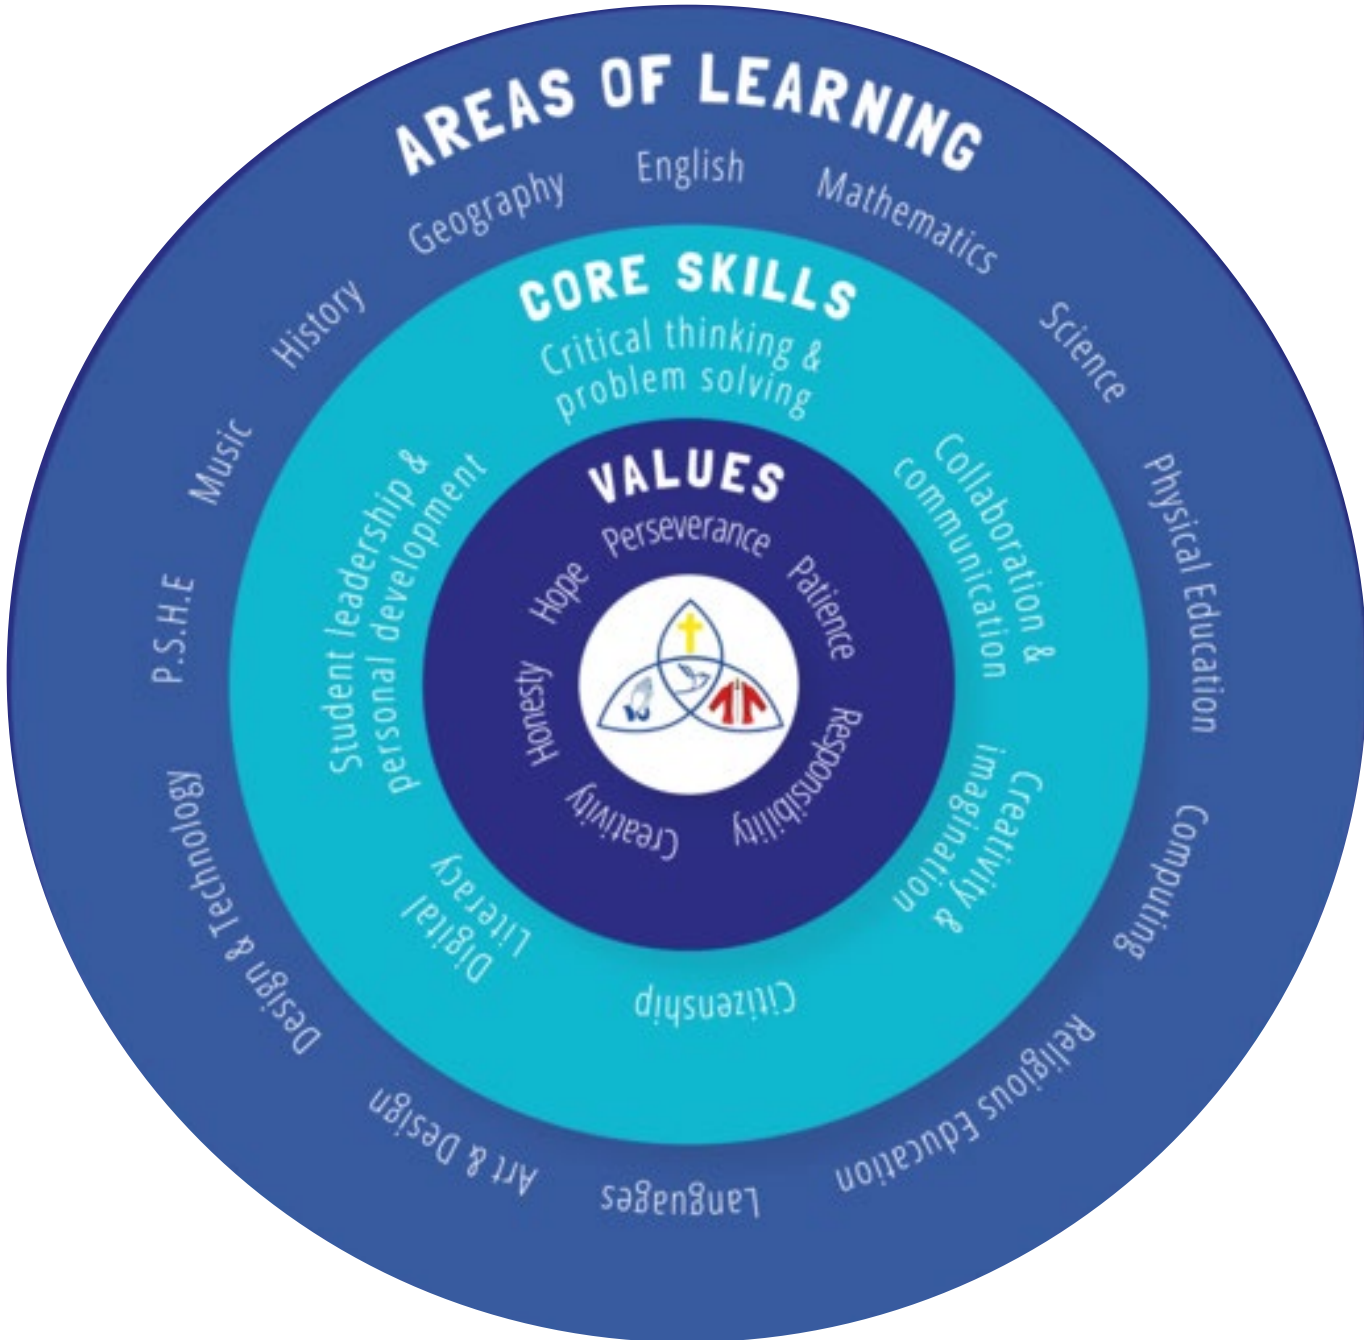 AREAS OF LEARNING
English
Mathematics
Science
Physical Education
Computing
Religious Education
Languages
Art & Design
Design & Technology
P.S.H.E
Music
History
Geography
CORE SKILLS
Critical thinking &
problem solving
Collaboration &
communication
Creativity &
imagination
Citizenship
Digital
Literacy
Student leadership &
personal development
VALUES
Perseverance
Patience
Responsibility
Creativity
Honesty
Hope